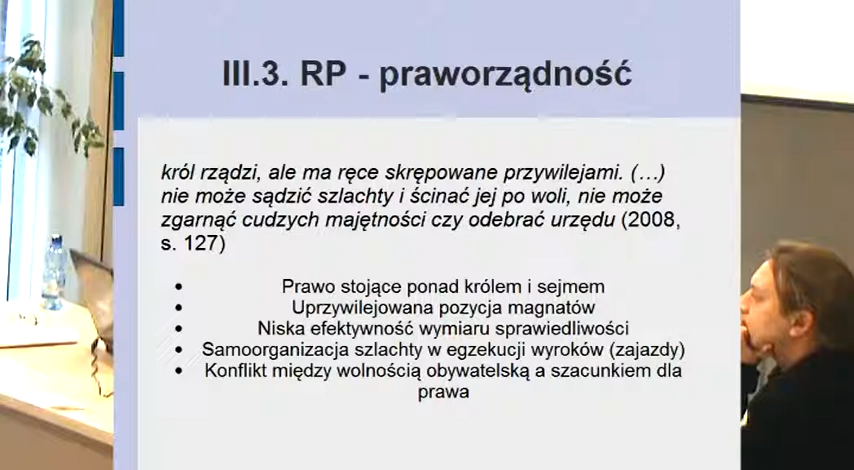 III.3. RP - praworządność
król rządzi, ale ma ręce skrępowane przywilejami. (…)
nie może sądzić szlachty i ścinać jej po woli, nie może
zgarnąć cudzych majętności czy odebrać urzędu (2008,
s. 127)
• Prawo stojące ponad królem i sejmem
• Uprzywilejowana pozycja magnatów
• Niska efektywność wymiaru sprawiedliwości
• Samoorganizacja szlachty w egzekucji wyroków (zajazdy)
• Konflikt między wolnością obywatelską a szacunkiem dla
prawa